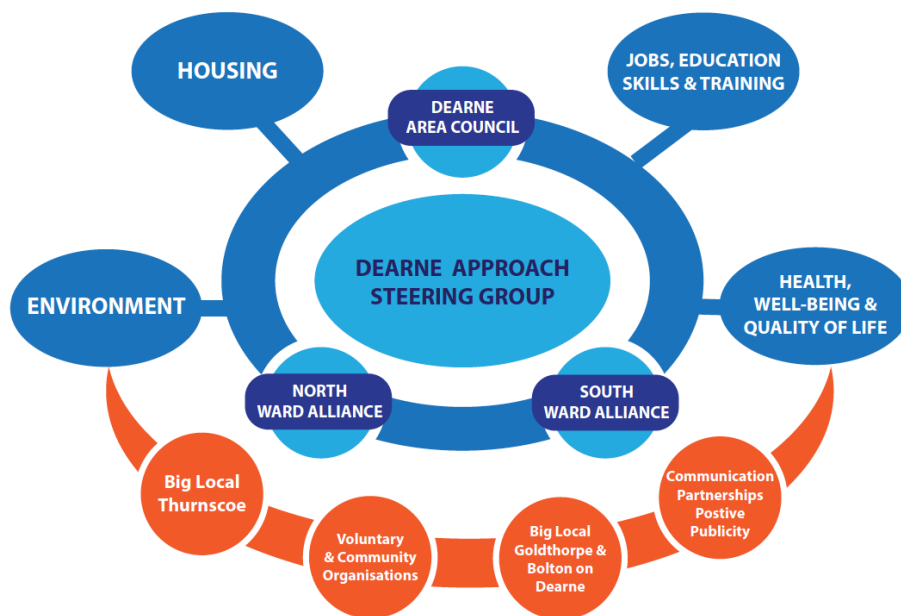 HOUSING
JOBS, EDUCATION
SKILLS & TRAINING
DEARNE
AREA COUNCIL
DEARNE APPROACH
STEERING GROUP
ENVIRONMENT
HEALTH,
WELL-BEING &
QUALITY OF LIFE
NORTH
WARD ALLIANCE
SOUTH
WARD ALLIANCE
Big Local
Thurnscoe
Voluntary
& Community
Organisations
Big Local
Goldthorpe &
Bolton on
Dearne
Communication
Partnerships
Postive
Publicity